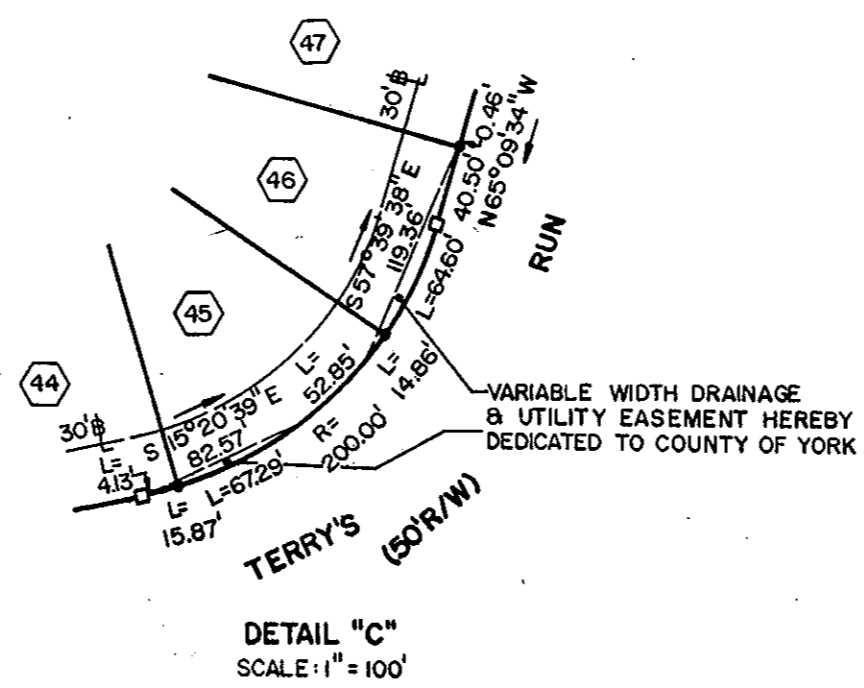 47
30' B
L
46
0.46'
40.50'
N65°09'34"W
S57°39'38"E
119.36'
RUN
L=64.60'
45
L=
52.85'
L=
14.86'
VARIABLE WIDTH DRAINAGE
& UTILITY EASEMENT HEREBY
DEDICATED TO COUNTY OF YORK
44
30' B
L=
4.13'
S 15°20'39" E
82.57'
R=
200.00'
L=67.29'
L=
15.87'
TERRY'S
(50'R/W)
DETAIL "C"
SCALE: 1" = 100'